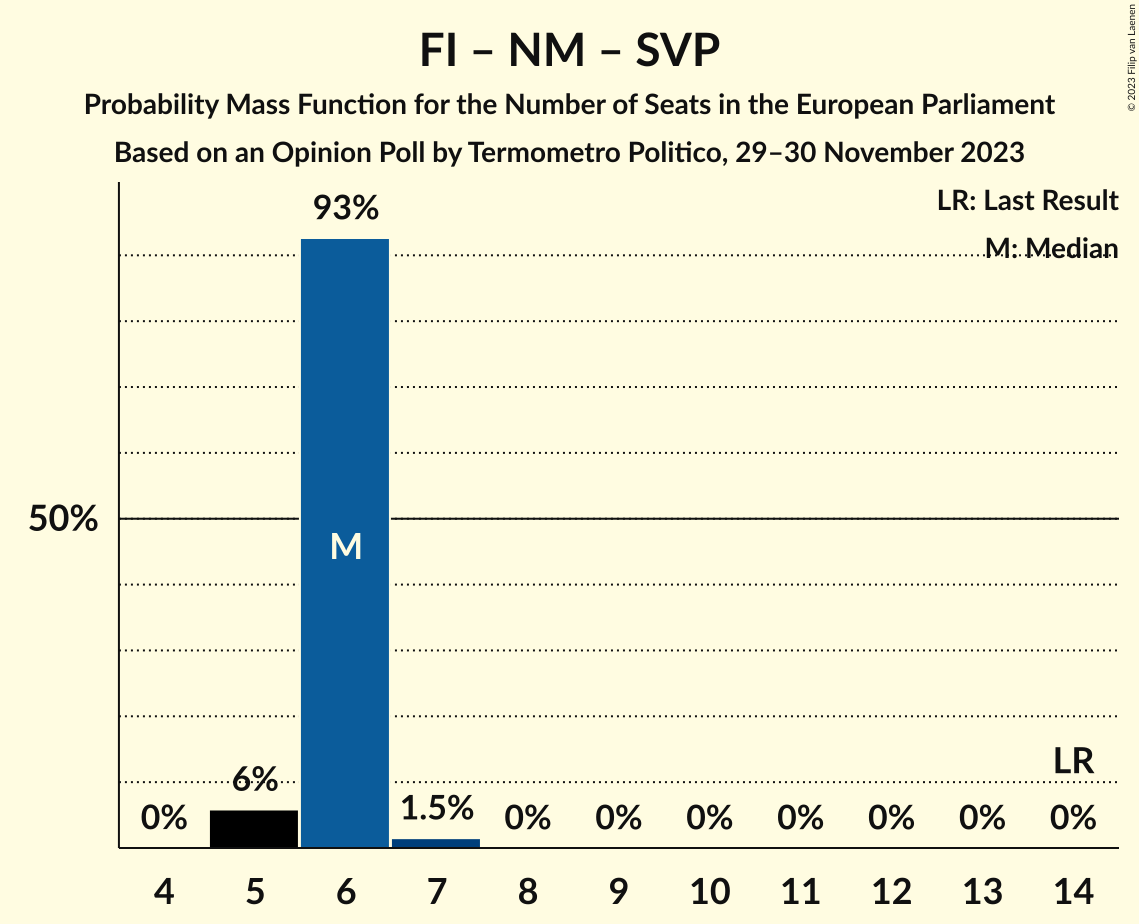 FI – NM – SVP
Probability Mass Function for the Number of Seats in the European Parliament
Based on an Opinion Poll by Termometro Politico, 29–30 November 2023
© 2023 Filip van Laenen
LR: Last Result
M: Median
93%
50%
M
6%
1.5%
LR
0%
0%
0%
0%
0%
0%
0%
0%
4 5 6 7 8 9 10 11 12 13 14